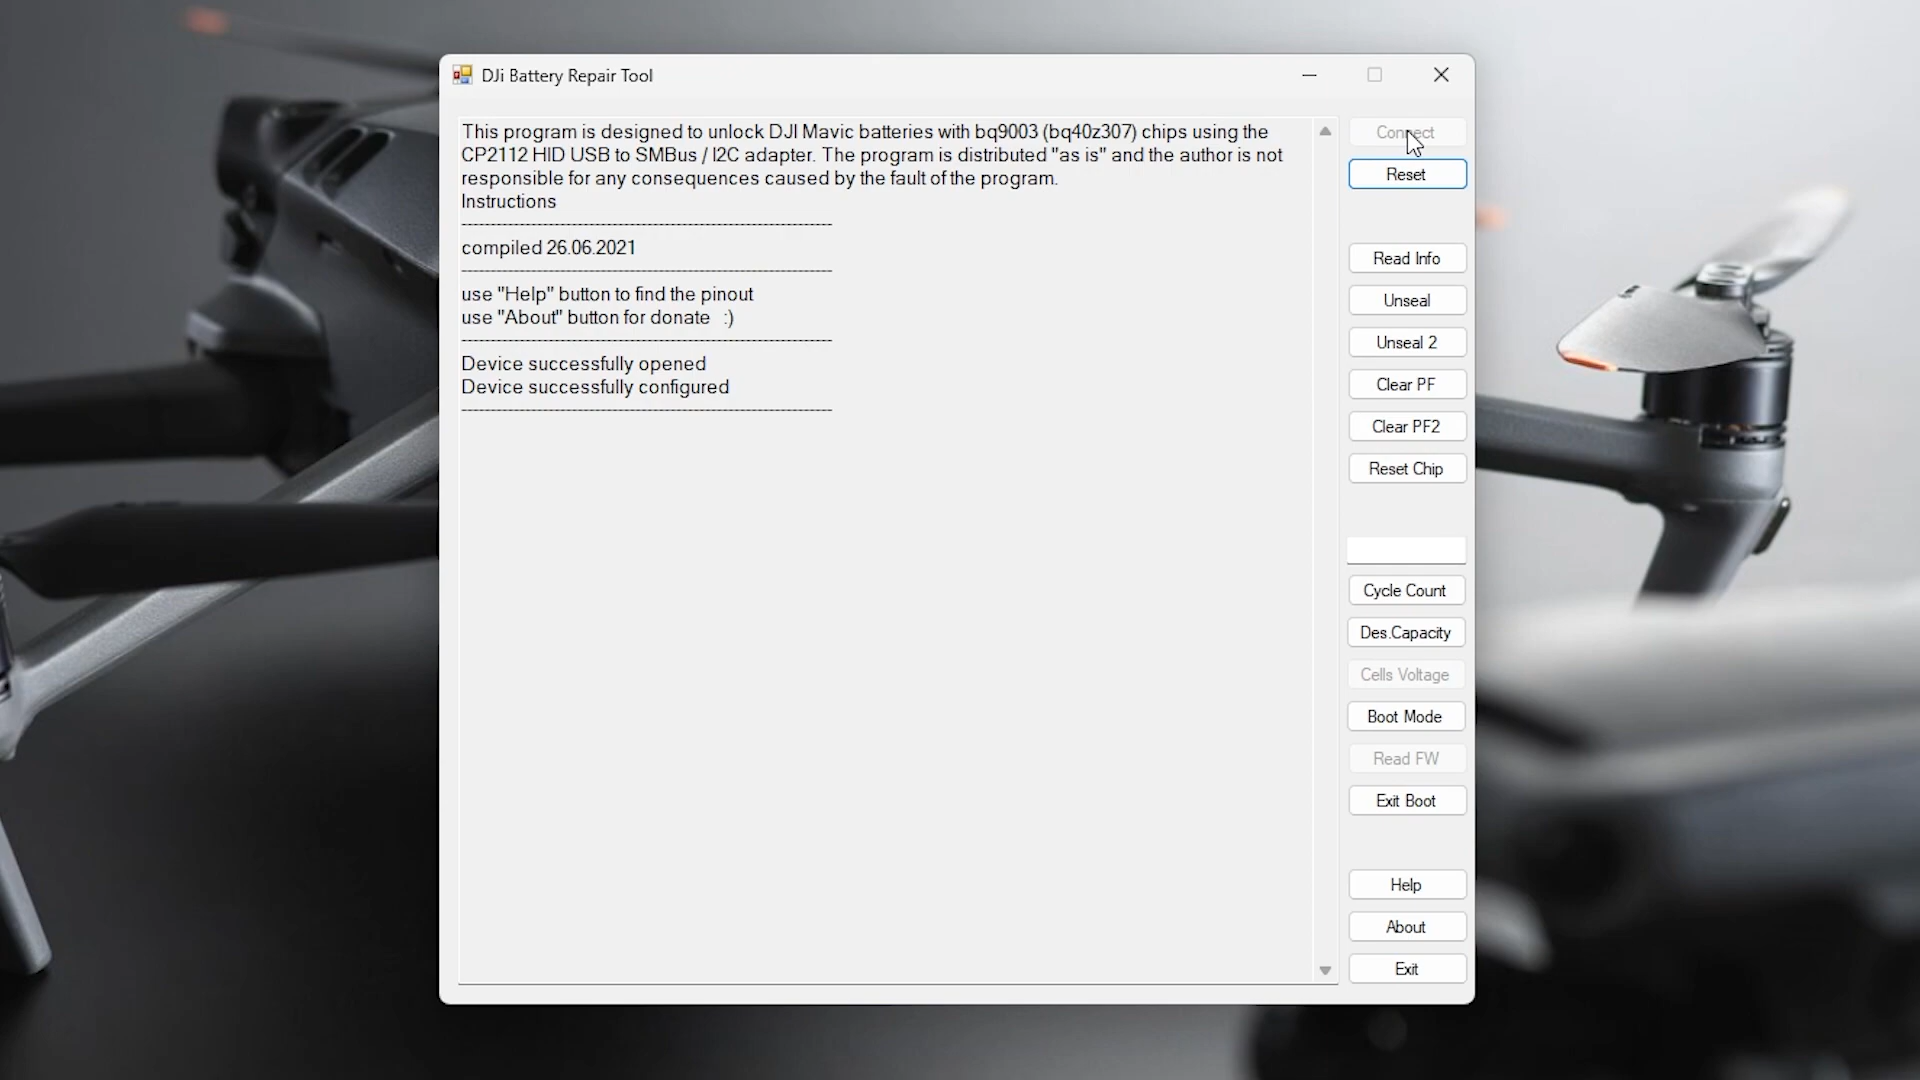 DJi Battery Repair Tool
This program is designed to unlock DJI Mavic batteries with bq9003 (bq40z307) chips using the
CP2112 HID USB to SMBus / I2C adapter. The program is distributed "as is" and the author is not
responsible for any consequences caused by the fault of the program.
Instructions
compiled 26.06.2021
use "Help" button to find the pinout
use "About" button for donate :)
Device successfully opened
Device successfully configured
Connect
Reset
Read Info
Unseal
Unseal 2
Clear PF
Clear PF2
Reset Chip
Cycle Count
Des.Capacity
Cells Voltage
Boot Mode
Read FW
Exit Boot
Help
About
Exit